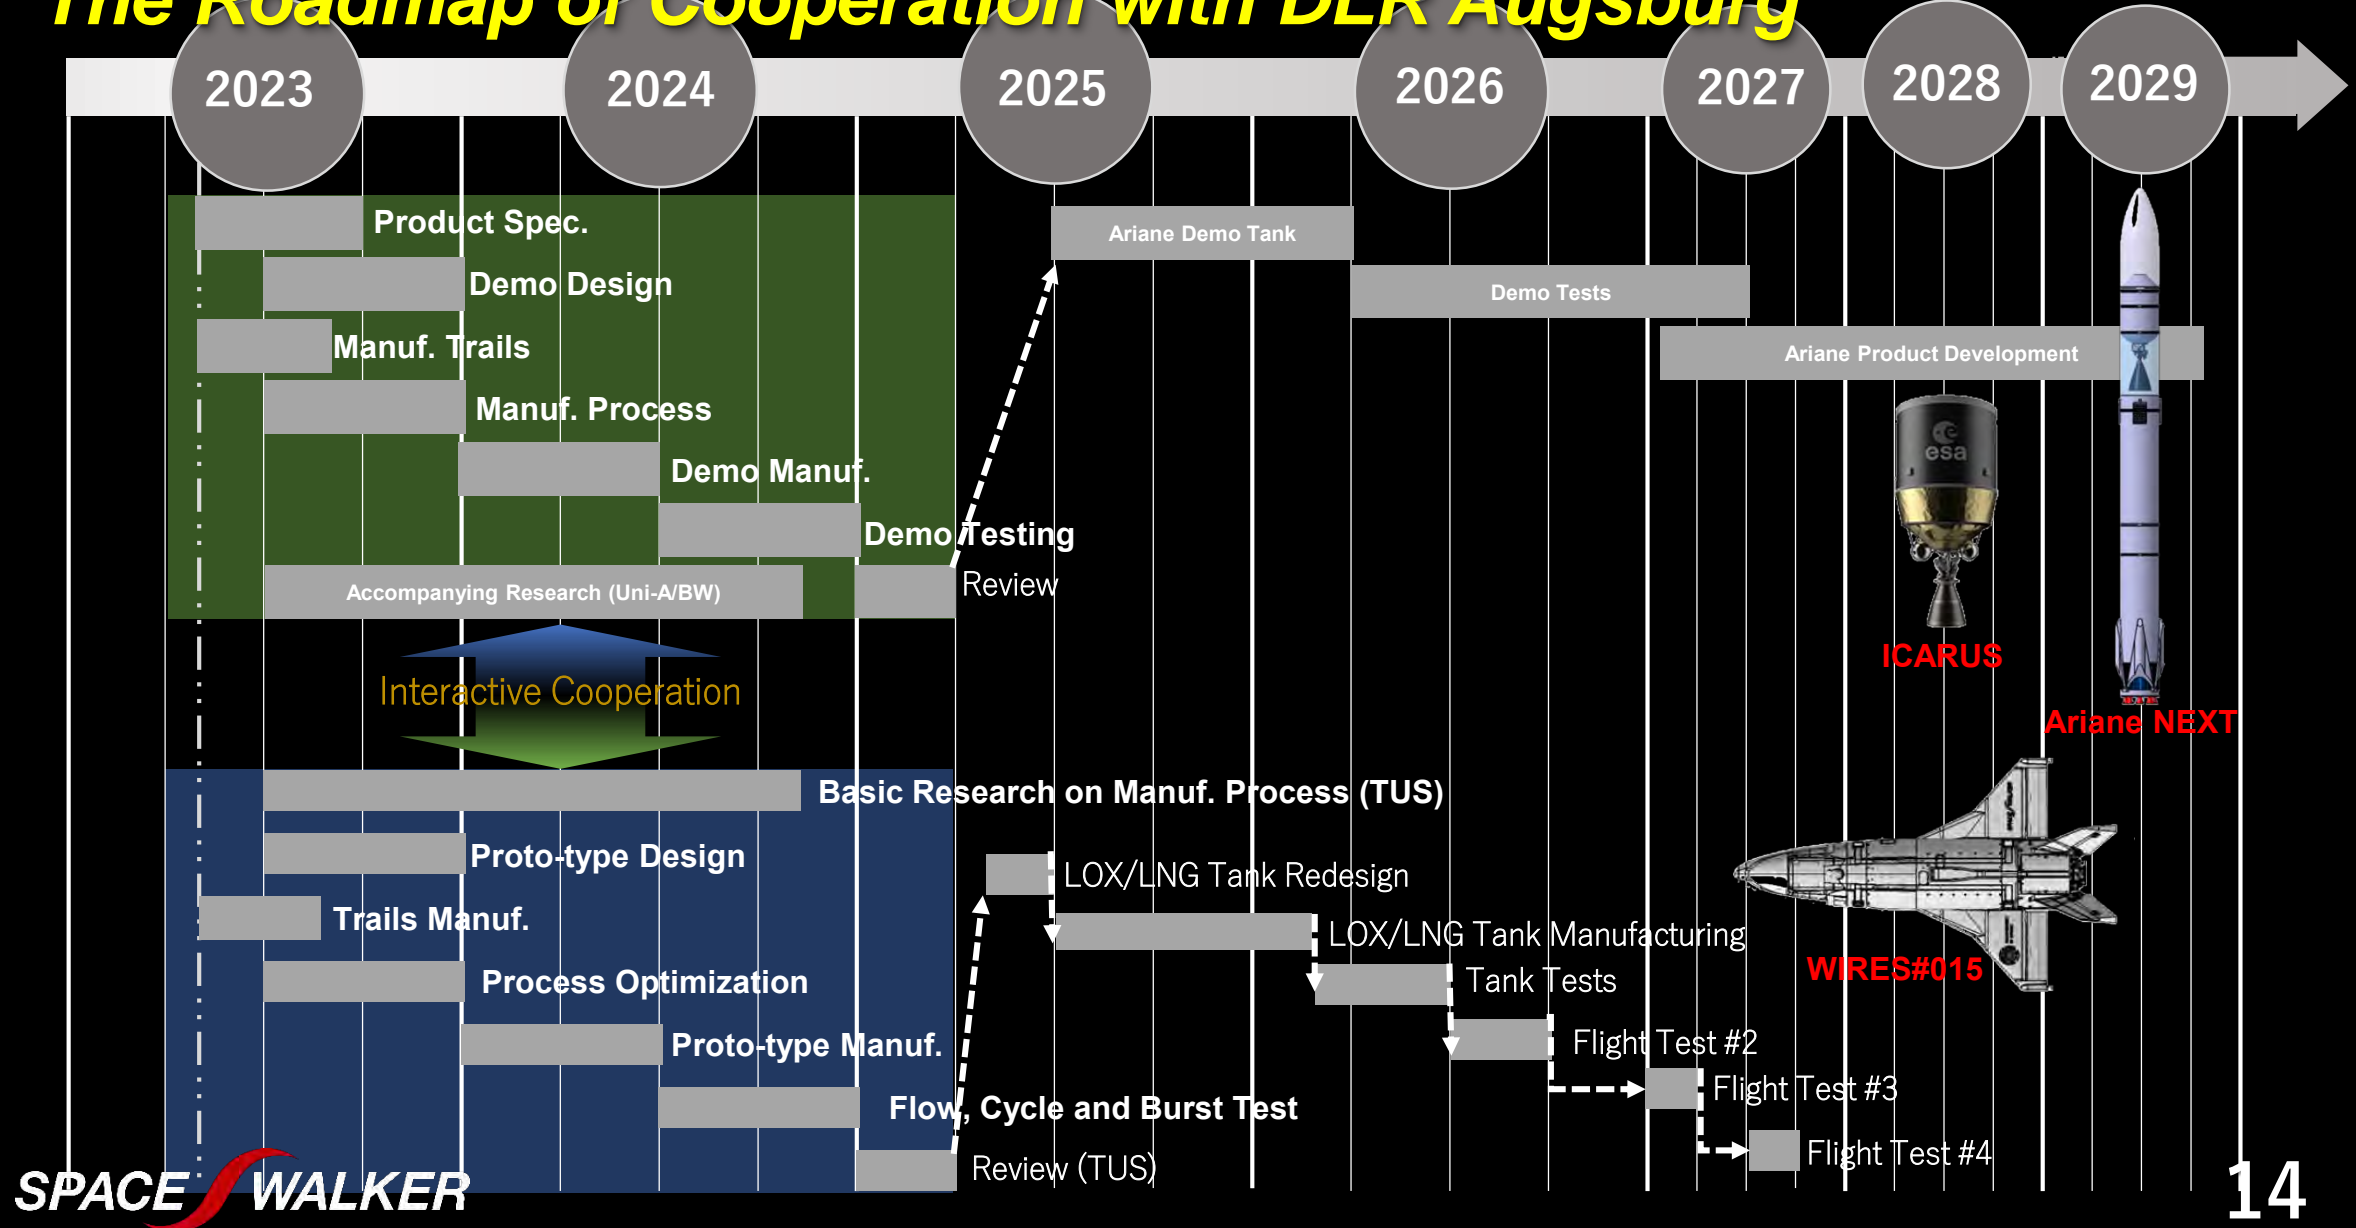 The Roadmap of Cooperation with DLR Augsburg
2023
2024
2025
2026
2027
2028
2029
Product Spec.
Ariane Demo Tank
Demo Design
Demo Tests
Manuf. Trails
Ariane Product Development
Manuf. Process
esa
Demo Manuf.
Demo Testing
Accompanying Research (Uni-A/BW)
Review
ICARUS
Interactive Cooperation
Ariane NEXT
Basic Research on Manuf. Process (TUS)
Proto-type Design
LOX/LNG Tank Redesign
Trails Manuf.
LOX/LNG Tank Manufacturing
WIRES#015
Process Optimization
Tank Tests
Proto-type Manuf.
Flight Test #2
Flight Test #3
Flow, Cycle and Burst Test
Flight Test #4
Review (TUS)
SPACE WALKER
14